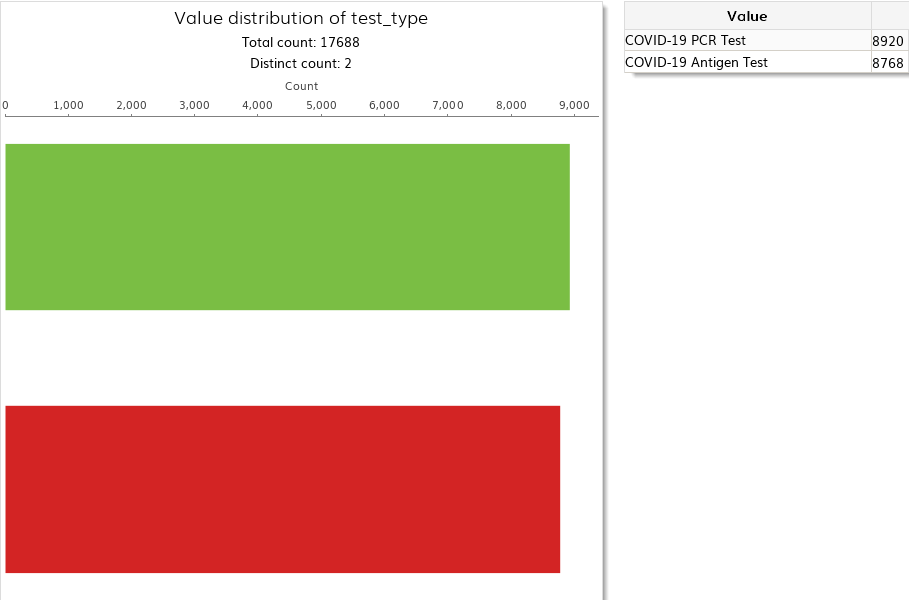 Value distribution of test_type
Total count: 17688
Distinct count: 2
Count
0 1,000 2,000 3,000 4,000 5,000 6,000 7,000 8,000 9,000
Value
COVID-19 PCR Test 8920
COVID-19 Antigen Test 8768